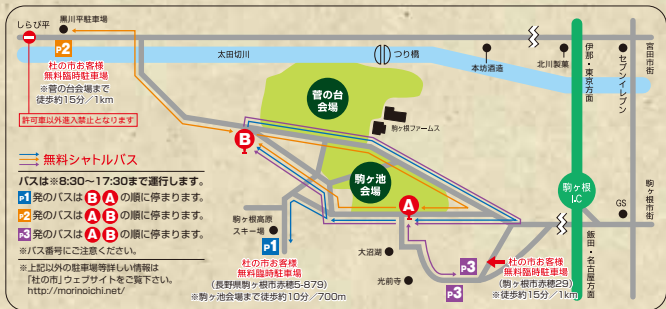 しらび平
黒川平駐車場
P2
杜の市お客様
無料臨時駐車場
※菅の台会場まで
徒歩約15分／1km
許可車以外進入禁止となります
太田切川
つり橋
本坊酒造
北川製菓
伊那・東京方面
セブンイレブン
宮田市街
菅の台
会場
駒ヶ根ファームス
B
駒ヶ池
会場
A
駒ヶ根
I.C
GS
駒ヶ根市街
飯田・名古屋方面
無料シャトルバス
バスは※8:30〜17:30まで運行します。
P1発のバスはBAの順に停まります。
P2発のバスはABの順に停まります。
P3発のバスはABの順に停まります。
※バス番号にご注意ください。
※上記以外の駐車場等詳しい情報は
「杜の市」ウェブサイトをご覧下さい。
http://morinoichi.net/
駒ヶ根高原
スキー場
P1
杜の市お客様
無料臨時駐車場
(長野県駒ヶ根市赤穂5-879)
※駒ヶ池会場まで徒歩約10分／700m
大沼湖
光前寺
P3
P3
杜の市お客様
無料臨時駐車場
(駒ヶ根市赤穂29)
※徒歩約15分／1km